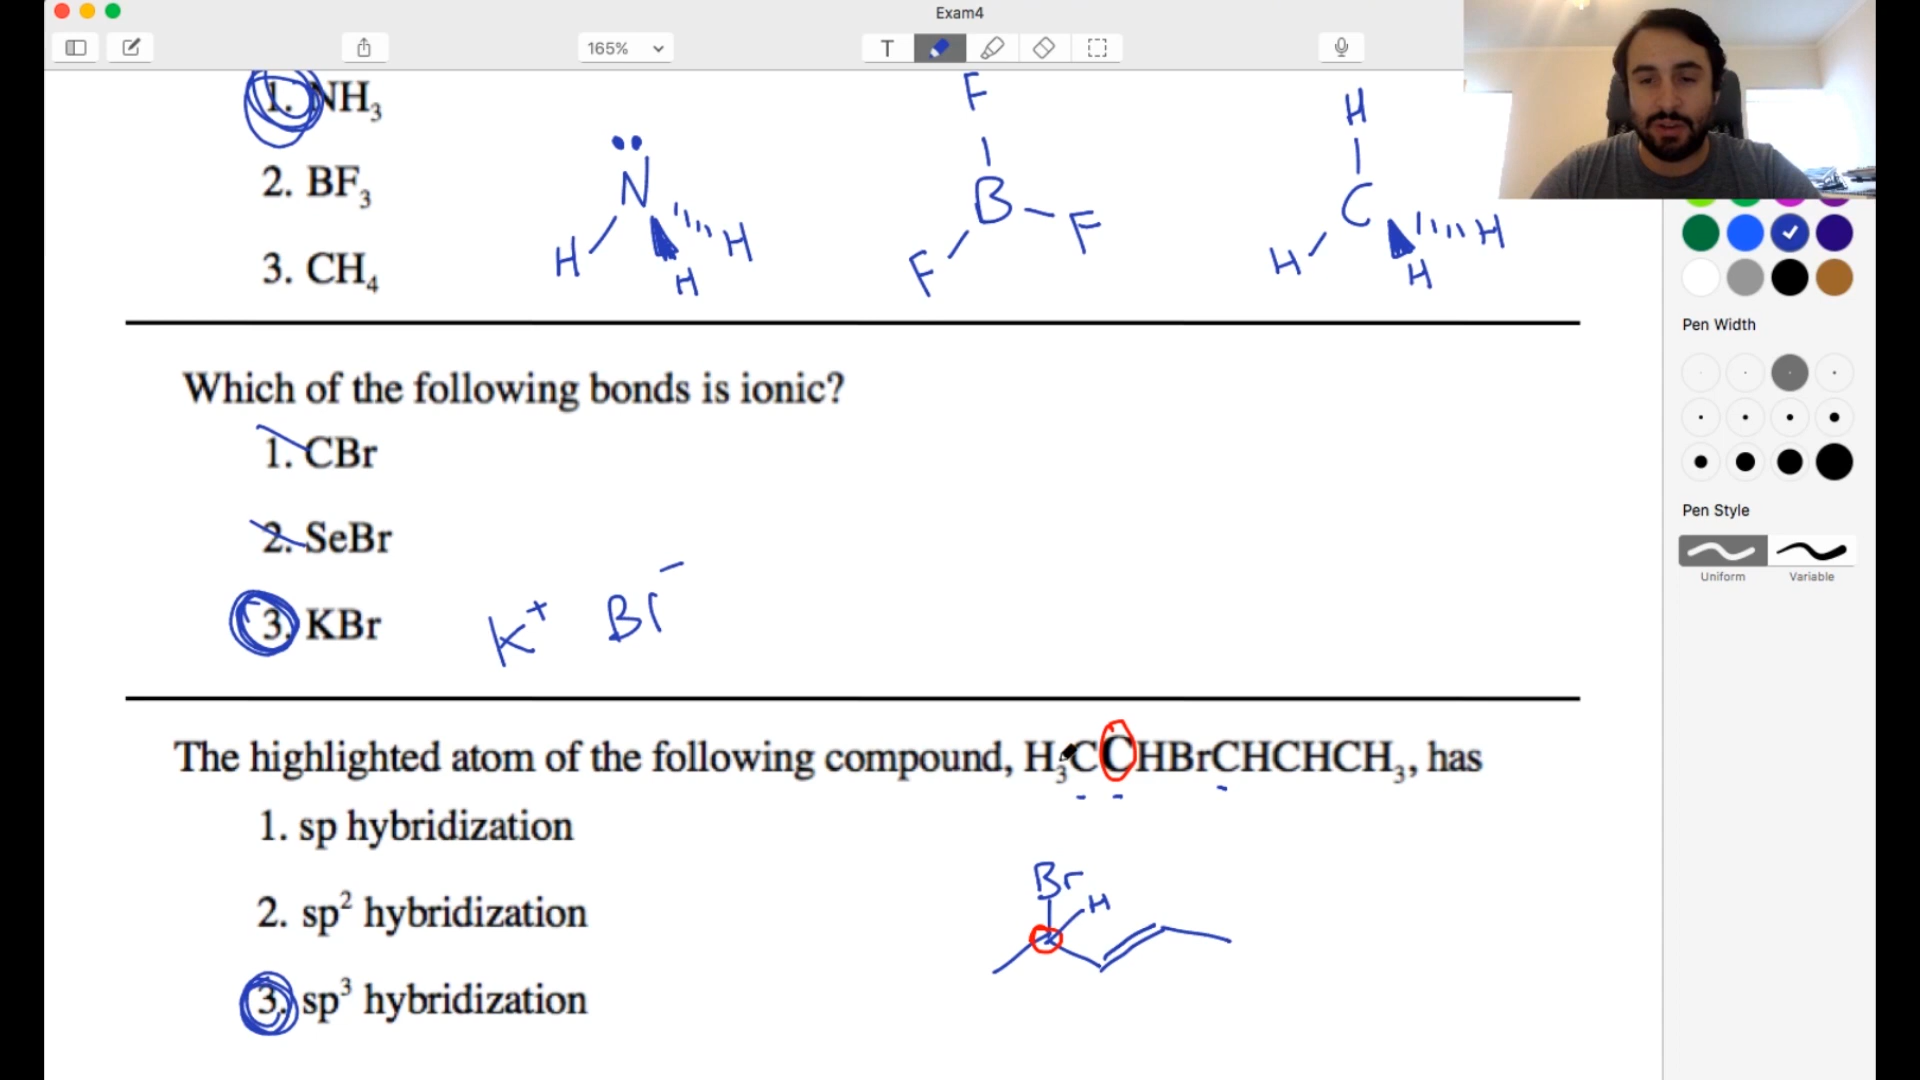 Exam4
165%
T
1. NH₃
2. BF₃
3. CH₄
N
H
H
H
F
B
F
F
H
C
H
H
H
Pen Width
Pen Style
Uniform Variable
Which of the following bonds is ionic?
1. CBr
2. SeBr
3. KBr
K⁺ Br⁻
The highlighted atom of the following compound, H₃CCHBrCHCHCH₃, has
1. sp hybridization
2. sp² hybridization
3. sp³ hybridization
Br
H